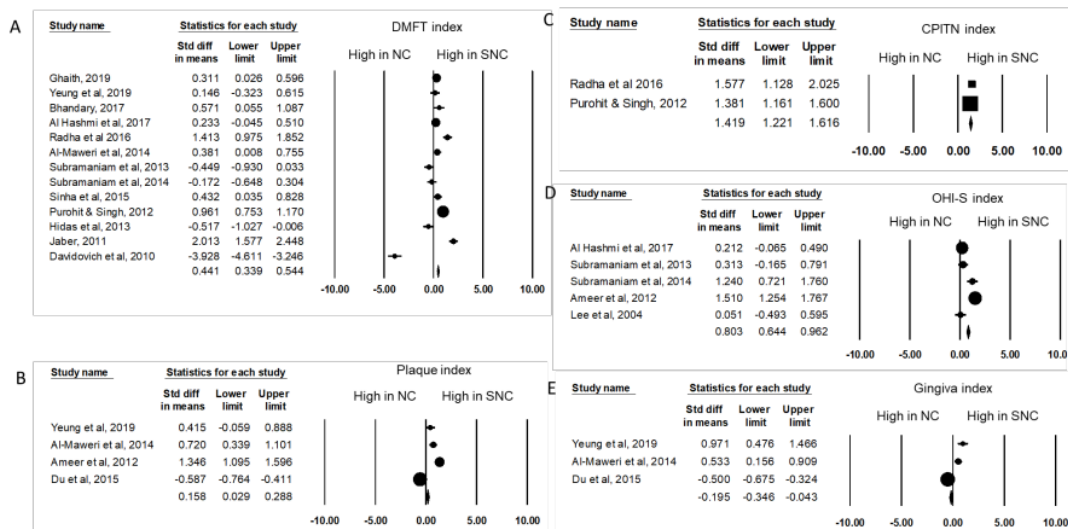 A
Study name Statistics for each study DMFT index
Std diff in means Lower limit Upper limit High in NC High in SNC
Ghaith, 2019 0.311 0.026 0.596
Yeung et al, 2019 0.146 -0.323 0.615
Bhandary, 2017 0.571 0.055 1.087
Al Hashmi et al, 2017 0.233 -0.045 0.510
Radha et al 2016 1.413 0.975 1.852
Al-Maweri et al, 2014 0.381 0.008 0.755
Subramaniam et al, 2013 -0.449 -0.930 0.033
Subramaniam et al, 2014 -0.172 -0.648 0.304
Sinha et al, 2015 0.432 0.035 0.828
Purohit & Singh, 2012 0.961 0.753 1.170
Hidas et al, 2013 -0.517 -1.027 -0.006
Jaber, 2011 2.013 1.577 2.448
Davidovich et al, 2010 -3.928 -4.611 -3.246
0.441 0.339 0.544
-10.00 -5.00 0.00 5.00 10.00
B
Study name Statistics for each study Plaque index
Std diff in means Lower limit Upper limit High in NC High in SNC
Yeung et al, 2019 0.415 -0.059 0.888
Al-Maweri et al, 2014 0.720 0.339 1.101
Ameer et al, 2012 1.346 1.095 1.596
Du et al, 2015 -0.587 -0.764 -0.411
0.158 0.029 0.288
-10.00 -5.00 0.00 5.00 10.00
C
Study name Statistics for each study CPITN index
Std diff in means Lower limit Upper limit High in NC High in SNC
Radha et al 2016 1.577 1.128 2.025
Purohit & Singh, 2012 1.381 1.161 1.600
1.419 1.221 1.616
-10.00 -5.00 0.00 5.00 10.00
D
Study name Statistics for each study OHI-S index
Std diff in means Lower limit Upper limit High in NC High in SNC
Al Hashmi et al, 2017 0.212 -0.065 0.490
Subramaniam et al, 2013 0.313 -0.165 0.791
Subramaniam et al, 2014 1.240 0.721 1.760
Ameer et al, 2012 1.510 1.254 1.767
Lee et al, 2004 0.051 -0.493 0.595
0.803 0.644 0.962
-10.00 -5.00 0.00 5.00 10.00
E
Study name Statistics for each study Gingiva index
Std diff in means Lower limit Upper limit High in NC High in SNC
Yeung et al, 2019 0.971 0.476 1.466
Al-Maweri et al, 2014 0.533 0.156 0.909
Du et al, 2015 -0.500 -0.675 -0.324
-0.195 -0.346 -0.043
-10.00 -5.00 0.00 5.00 10.00